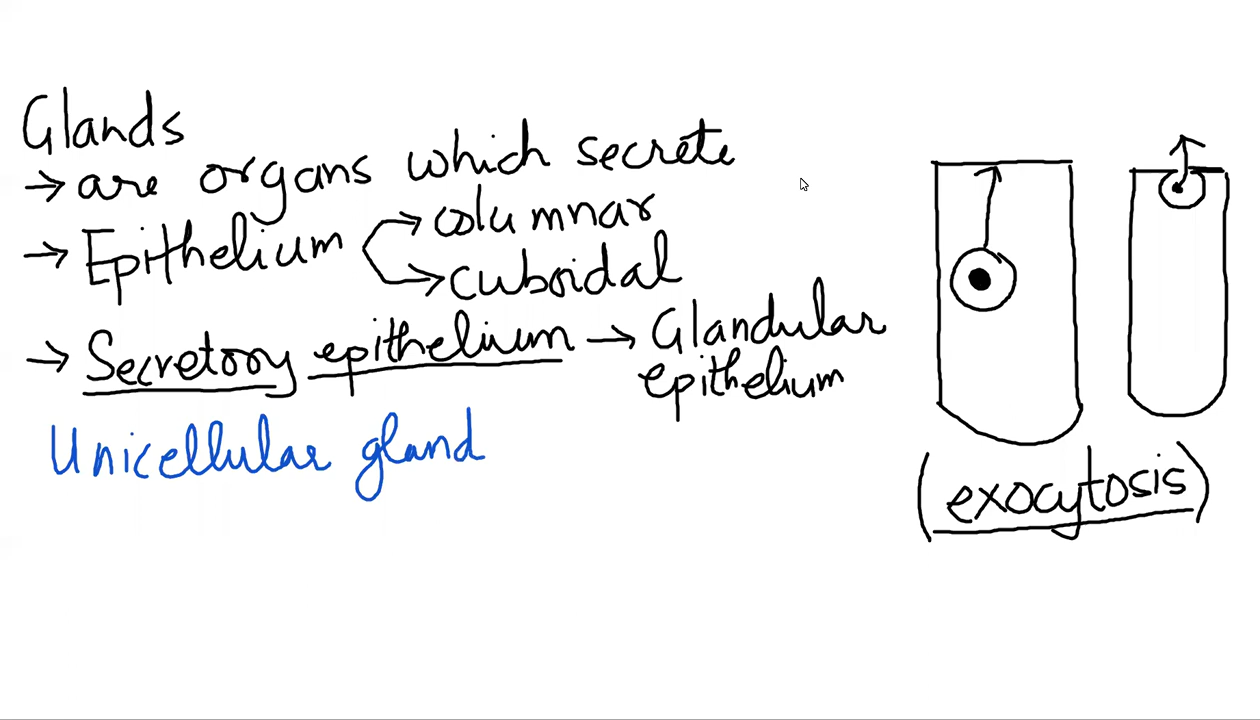 Glands
→ are organs which secrete
→ Epithelium → columnar
→ cuboidal
→ Secretory epithelium → Glandular
epithelium
Unicellular gland
(exocytosis)